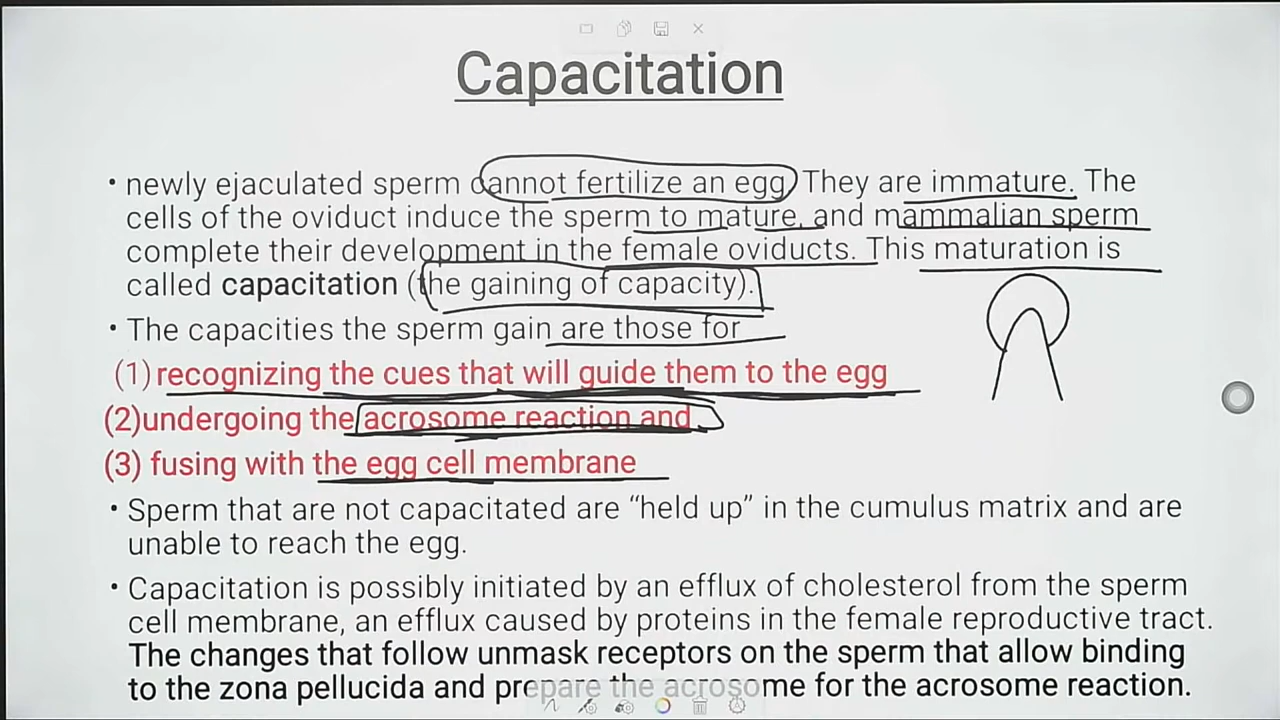 Capacitation
• newly ejaculated sperm cannot fertilize an egg. They are immature. The
cells of the oviduct induce the sperm to mature, and mammalian sperm
complete their development in the female oviducts. This maturation is
called capacitation (the gaining of capacity).
• The capacities the sperm gain are those for
(1) recognizing the cues that will guide them to the egg
(2)undergoing the acrosome reaction and
(3) fusing with the egg cell membrane
• Sperm that are not capacitated are “held up” in the cumulus matrix and are
unable to reach the egg.
• Capacitation is possibly initiated by an efflux of cholesterol from the sperm
cell membrane, an efflux caused by proteins in the female reproductive tract.
The changes that follow unmask receptors on the sperm that allow binding
to the zona pellucida and prepare the acrosome for the acrosome reaction.